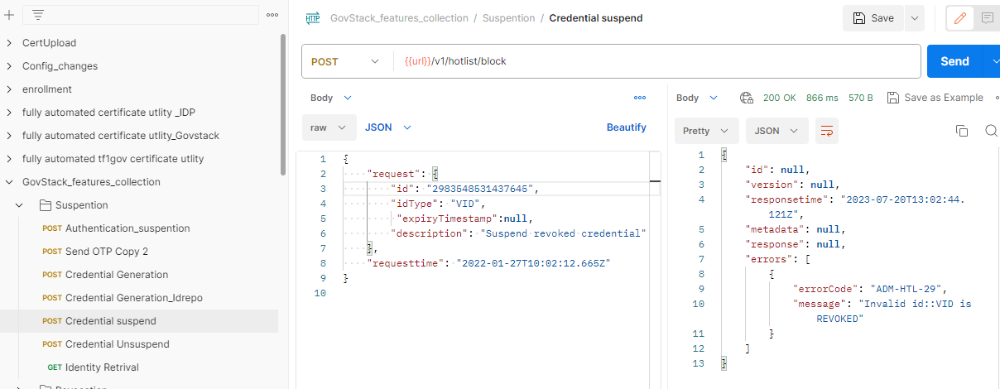 GovStack_features_collection / Suspention / Credential suspend
Save
CertUpload
Config_changes
enrollment
fully automated certificate utlity _IDP
fully automated certificate utlity_Govstack
fully automated tf1gov certificate utlity
GovStack_features_collection
Suspention
POST Authentication_suspention
POST Send OTP Copy 2
POST Credential Generation
POST Credential Generation_Idrepo
POST Credential suspend
POST Credential Unsuspend
GET Identity Retrival
HTTP
POST {{url}}/v1/hotlist/block
Send
Body
raw JSON Beautify
1 {
2 "request": {
3 "id": "2983548531437645",
4 "idType": "VID",
5 "expiryTimestamp":null,
6 "description": "Suspend revoked credential"
7 },
8 "requesttime": "2022-01-27T10:02:12.665Z"
9 }
10
Body 200 OK 866 ms 570 B Save as Example
Pretty JSON
1 {
2 "id": null,
3 "version": null,
4 "responsetime": "2023-07-20T13:02:44.
121Z",
5 "metadata": null,
6 "response": null,
7 "errors": [
8 {
9 "errorCode": "ADM-HTL-29",
10 "message": "Invalid id::VID is
REVOKED"
11 }
12 ]
13 }